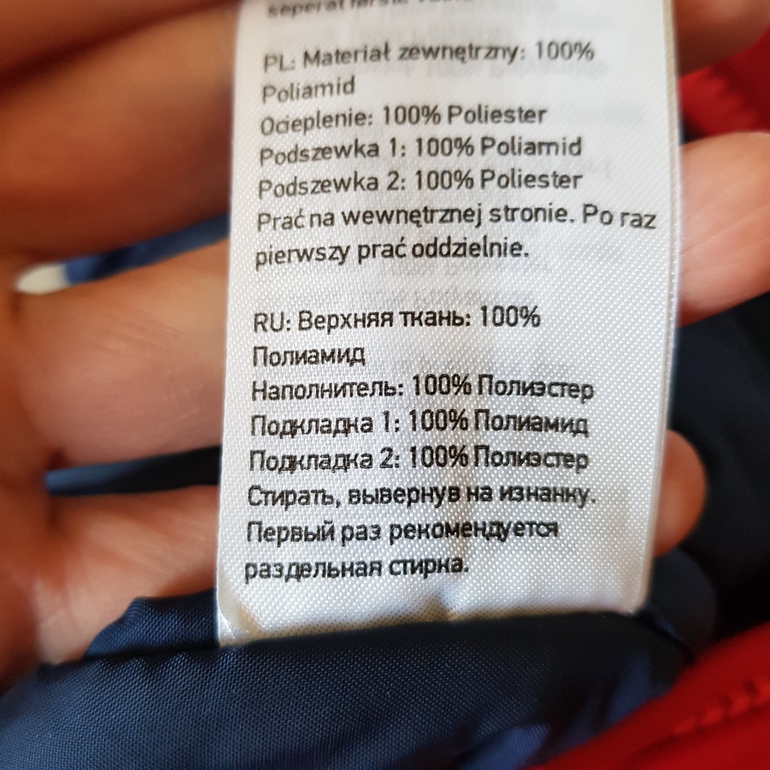 PL: Materiał zewnętrzny: 100%
Poliamid
Ocieplenie: 100% Poliester
Podszewka 1: 100% Poliamid
Podszewka 2: 100% Poliester
Prać na wewnętrznej stronie. Po raz
pierwszy prać oddzielnie.
RU: Верхняя ткань: 100%
Полиамид
Наполнитель: 100% Полиэстер
Подкладка 1: 100% Полиамид
Подкладка 2: 100% Полиэстер
Стирать, вывернув на изнанку.
Первый раз рекомендуется
раздельная стирка.